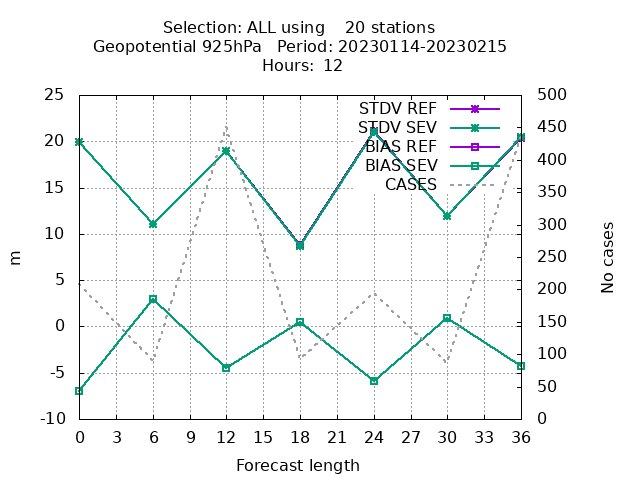 Selection: ALL using    20 stations
Geopotential 925hPa   Period: 20230114-20230215
Hours:  12
STDV REF
STDV SEV
BIAS REF
BIAS SEV
CASES
25
20
15
10
5
0
-5
-10
m
500
450
400
350
300
250
200
150
100
50
0
No cases
0 3 6 9 12 15 18 21 24 27 30 33 36
Forecast length